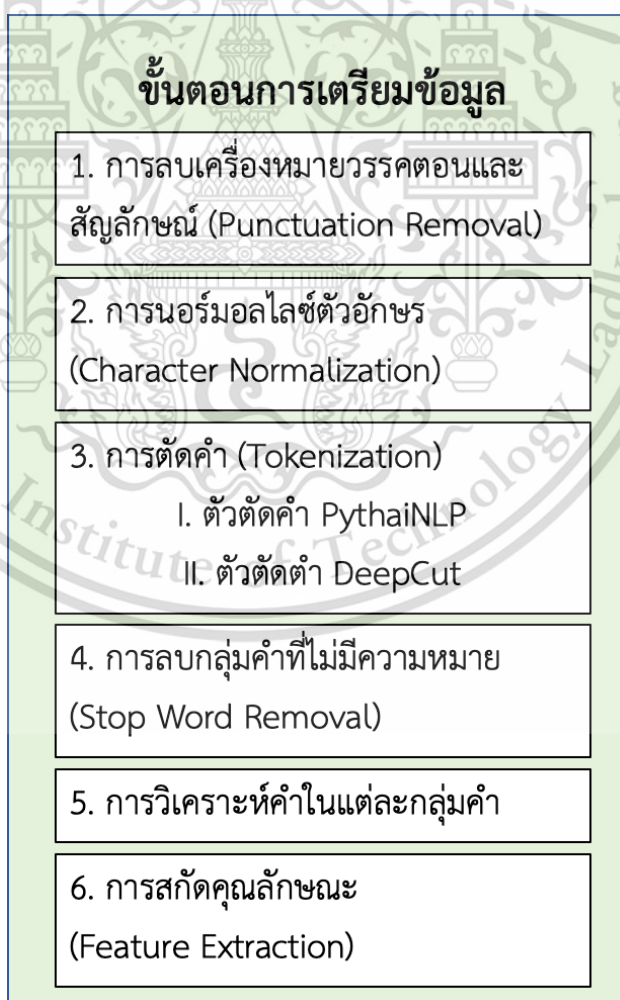 ขั้นตอนการเตรียมข้อมูล
1. การลบเครื่องหมายวรรคตอนและ
สัญลักษณ์ (Punctuation Removal)
2. การนอร์มอลไลซ์ตัวอักษร
(Character Normalization)
3. การตัดคำ (Tokenization)
I. ตัวตัดคำ PythaiNLP
II. ตัวตัดตำ DeepCut
4. การลบกลุ่มคำที่ไม่มีความหมาย
(Stop Word Removal)
5. การวิเคราะห์คำในแต่ละกลุ่มคำ
6. การสกัดคุณลักษณะ
(Feature Extraction)
Institute of Technology